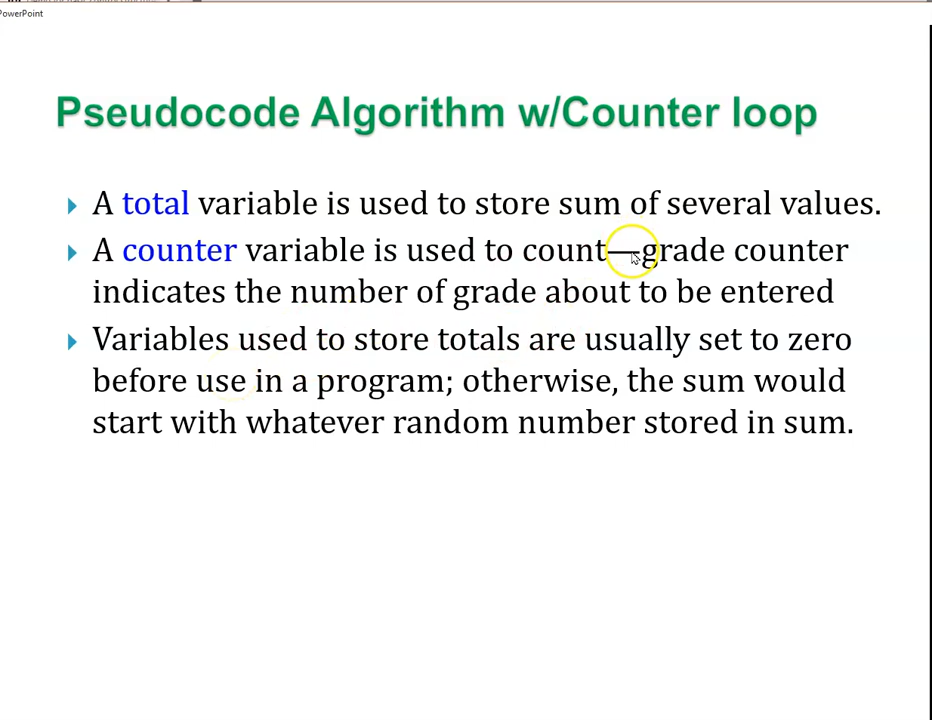 PowerPoint
Pseudocode Algorithm w/Counter loop
A total variable is used to store sum of several values.
A counter variable is used to count—grade counter
indicates the number of grade about to be entered
Variables used to store totals are usually set to zero
before use in a program; otherwise, the sum would
start with whatever random number stored in sum.